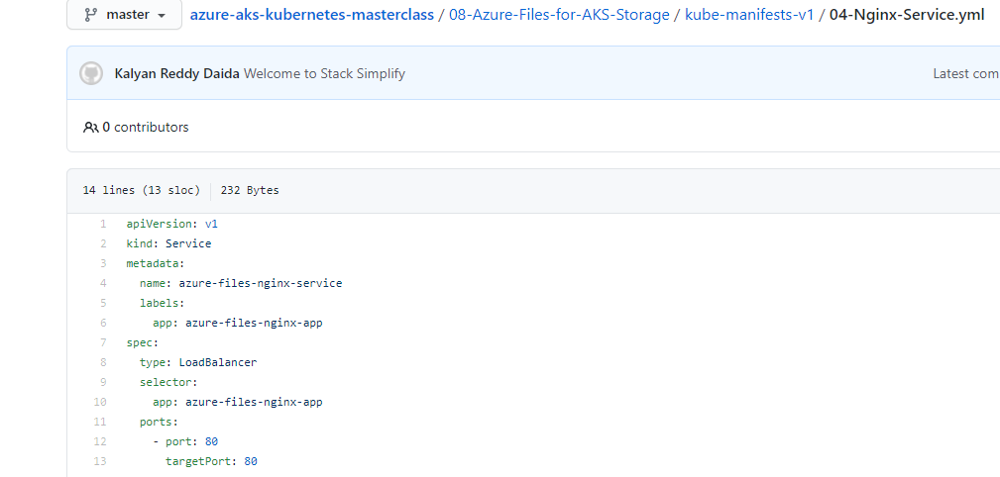 master azure-aks-kubernetes-masterclass / 08-Azure-Files-for-AKS-Storage / kube-manifests-v1 / 04-Nginx-Service.yml
Kalyan Reddy Daida Welcome to Stack Simplify Latest com
0 contributors
14 lines (13 sloc) 232 Bytes
1 apiVersion: v1
2 kind: Service
3 metadata:
4   name: azure-files-nginx-service
5   labels:
6     app: azure-files-nginx-app
7 spec:
8   type: LoadBalancer
9   selector:
10     app: azure-files-nginx-app
11   ports:
12     - port: 80
13       targetPort: 80